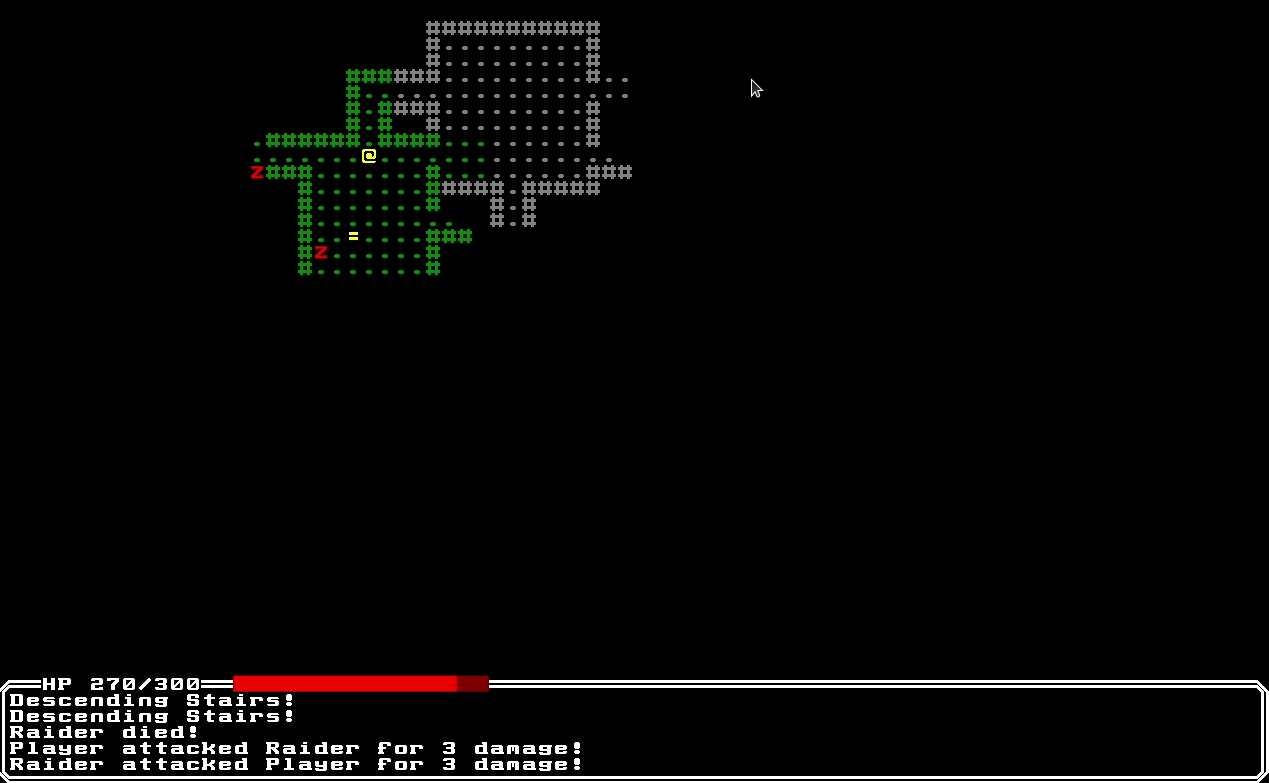 HP 270/300
Descending Stairs!
Descending Stairs!
Raider died!
Player attacked Raider for 3 damage!
Raider attacked Player for 3 damage!